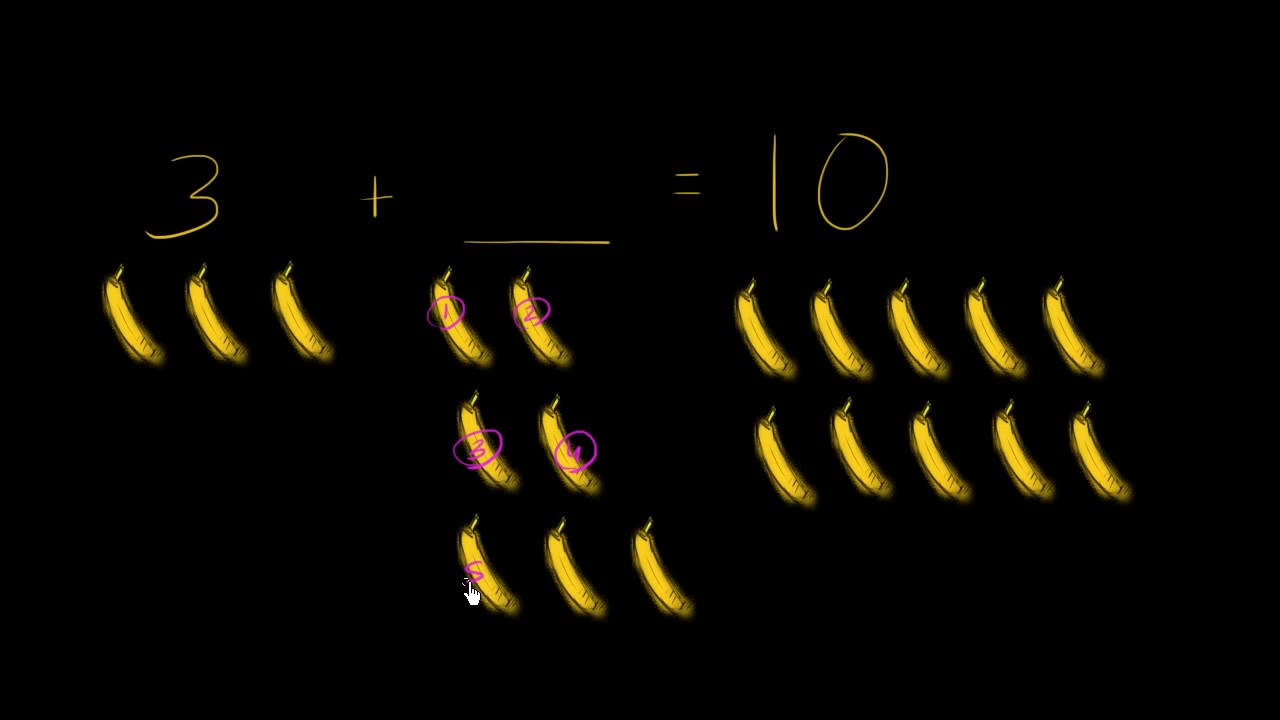 3 + ___ = 10
1 2
3 4
5